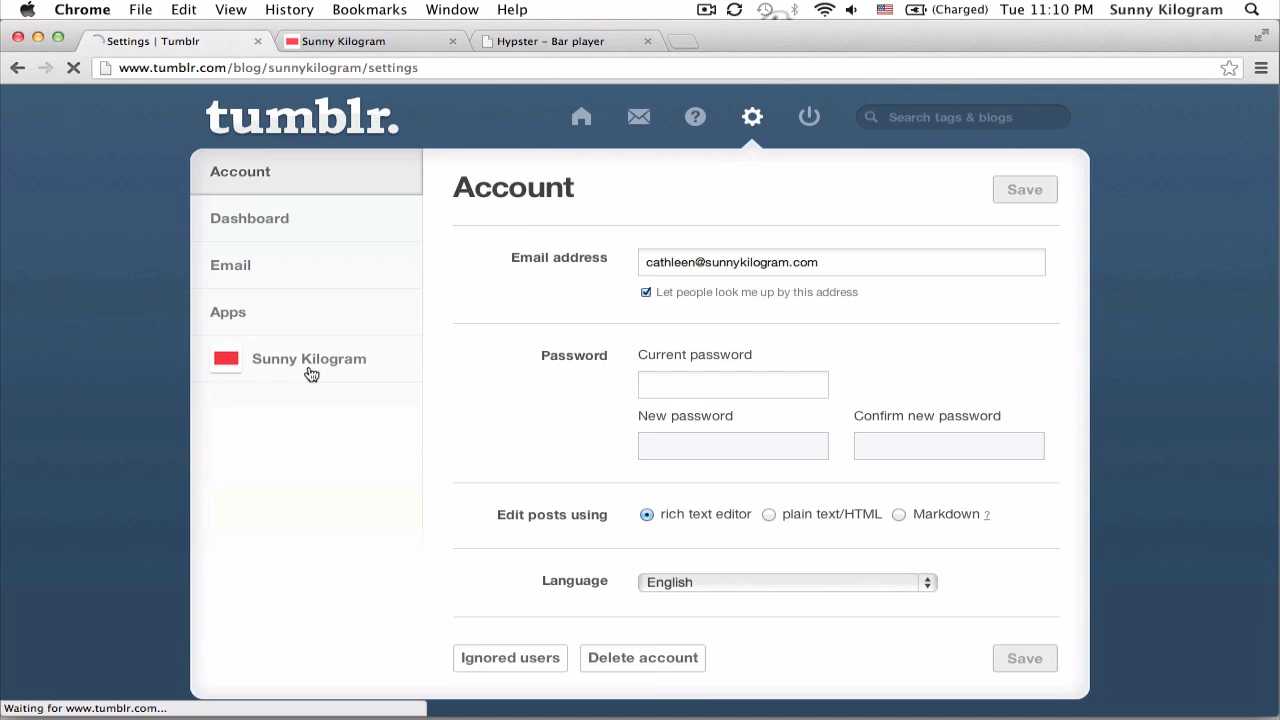 Chrome File Edit View History Bookmarks Window Help (Charged) Tue 11:10 PM Sunny Kilogram
Settings | Tumblr Sunny Kilogram Hypster – Bar player
www.tumblr.com/blog/sunnykilogram/settings
tumblr. ? Search tags & blogs
Account
Dashboard
Email
Apps
Sunny Kilogram
Account Save
Email address cathleen@sunnykilogram.com
Let people look me up by this address
Password Current password
New password Confirm new password
Edit posts using rich text editor plain text/HTML Markdown ?
Language English
Ignored users Delete account Save
Waiting for www.tumblr.com...